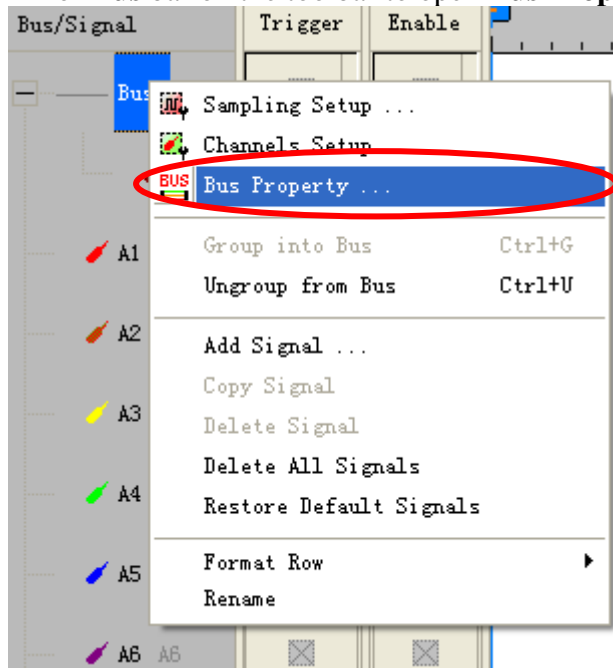 Bus/Signal Trigger Enable
Bus
Sampling Setup ...
Channels Setup
BUS Bus Property ...
A1 Group into Bus Ctrl+G
Ungroup from Bus Ctrl+U
A2 Add Signal ...
Copy Signal
A3 Delete Signal
Delete All Signals
A4 Restore Default Signals
A5 Format Row
Rename
A6 A6